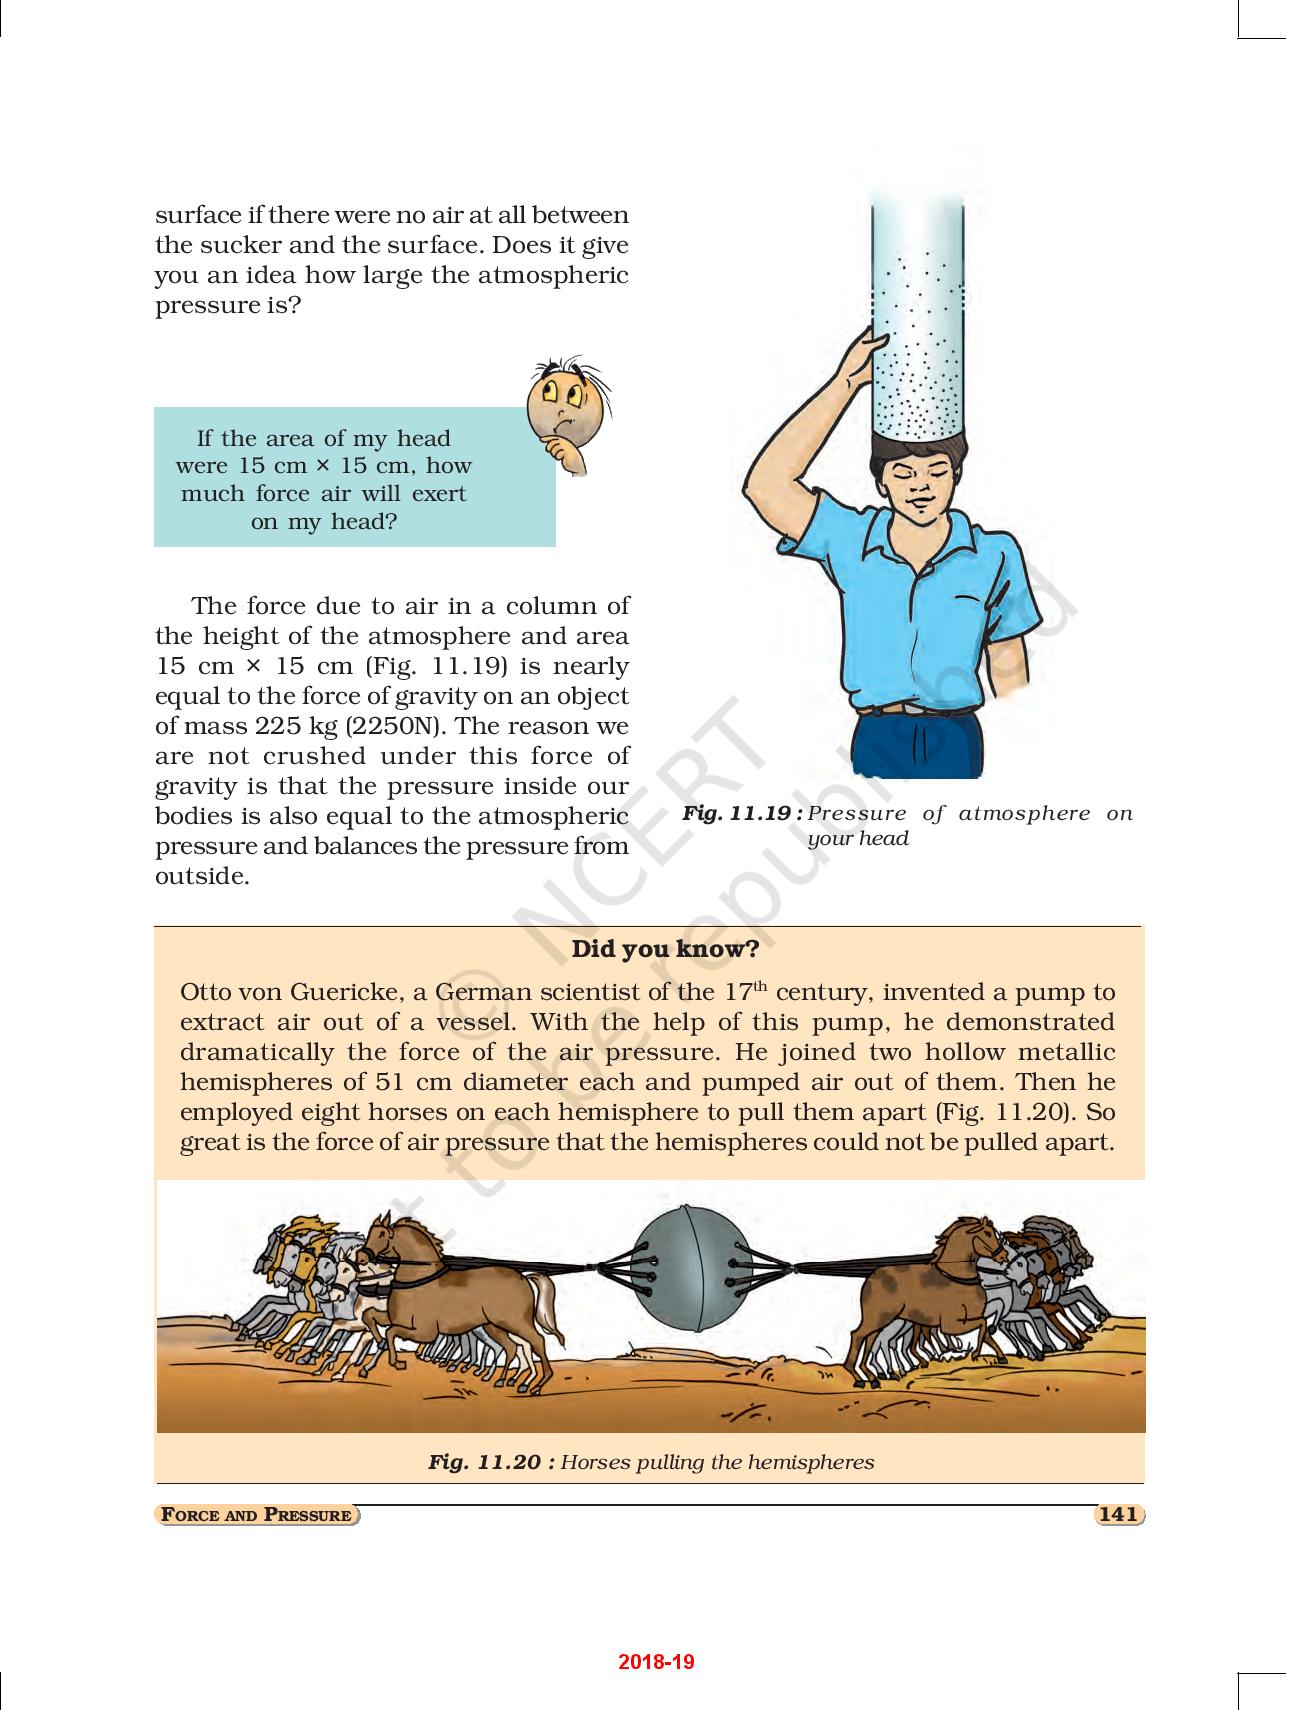 surface if there were no air at all between
the sucker and the surface. Does it give
you an idea how large the atmospheric
pressure is?
If the area of my head
were 15 cm × 15 cm, how
much force air will exert
on my head?
The force due to air in a column of
the height of the atmosphere and area
15 cm × 15 cm (Fig. 11.19) is nearly
equal to the force of gravity on an object
of mass 225 kg (2250N). The reason we
are not crushed under this force of
gravity is that the pressure inside our
bodies is also equal to the atmospheric
pressure and balances the pressure from
outside.
Fig. 11.19 : Pressure of atmosphere on
your head
Did you know?
Otto von Guericke, a German scientist of the 17th century, invented a pump to
extract air out of a vessel. With the help of this pump, he demonstrated
dramatically the force of the air pressure. He joined two hollow metallic
hemispheres of 51 cm diameter each and pumped air out of them. Then he
employed eight horses on each hemisphere to pull them apart (Fig. 11.20). So
great is the force of air pressure that the hemispheres could not be pulled apart.
Fig. 11.20 : Horses pulling the hemispheres
FORCE AND PRESSURE
141
2018-19
© NCERT
to be republished